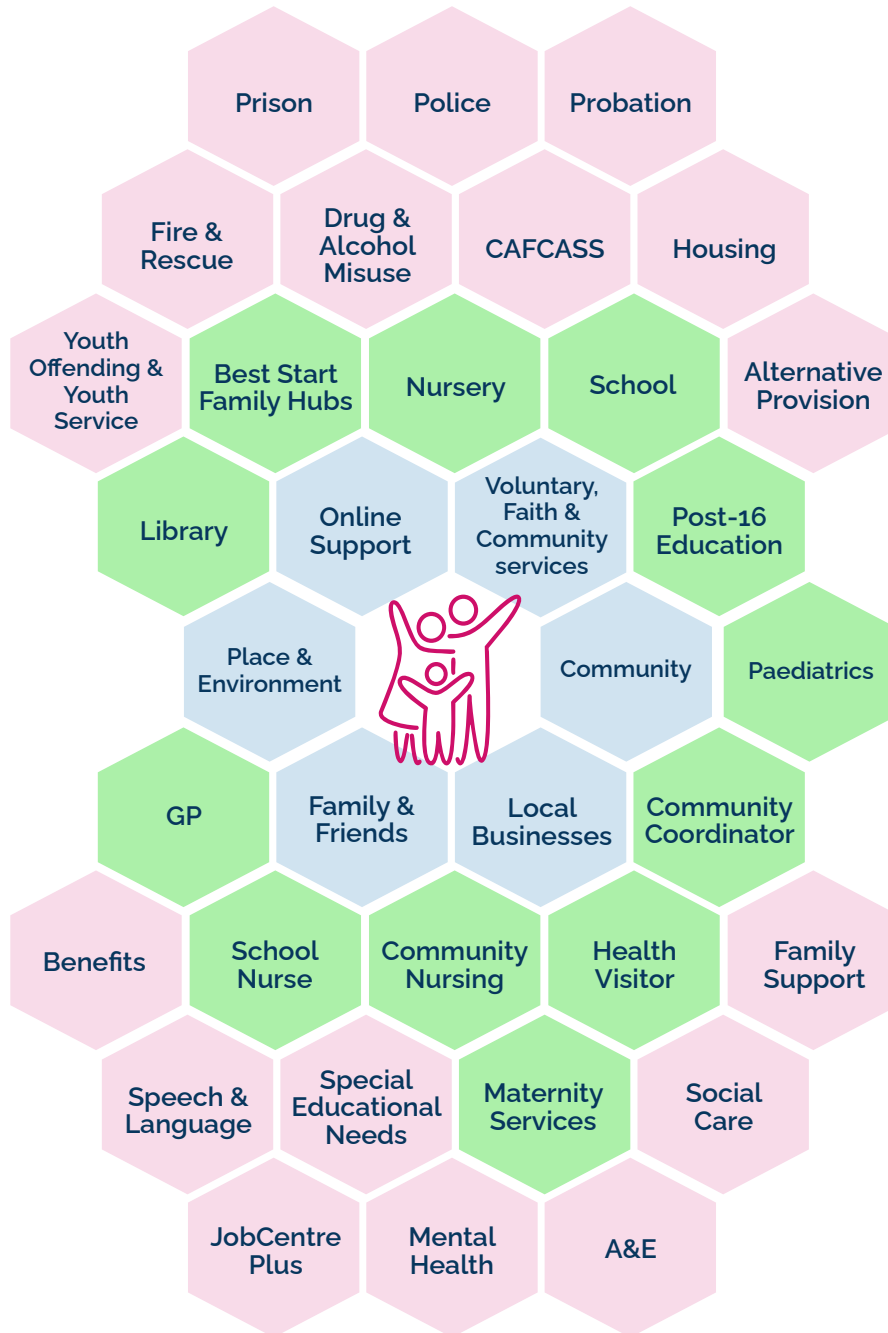 Prison
Police
Probation
Fire &
Rescue
Drug &
Alcohol
Misuse
CAFCASS
Housing
Youth
Offending &
Youth
Service
Best Start
Family Hubs
Nursery
School
Alternative
Provision
Library
Online
Support
Voluntary,
Faith &
Community
services
Post-16
Education
Place &
Environment
Community
Paediatrics
GP
Family &
Friends
Local
Businesses
Community
Coordinator
Benefits
School
Nurse
Community
Nursing
Health
Visitor
Family
Support
Speech &
Language
Special
Educational
Needs
Maternity
Services
Social
Care
JobCentre
Plus
Mental
Health
A&E